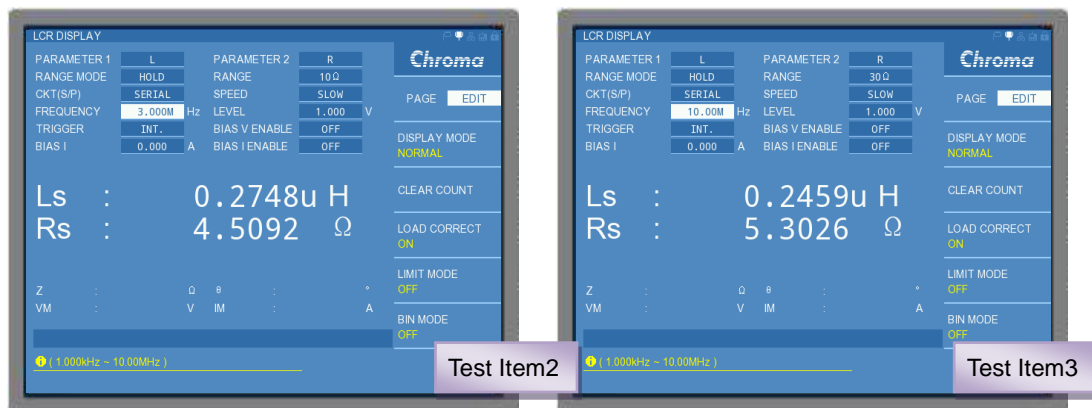 LCR DISPLAY
PARAMETER 1 L PARAMETER 2 R
RANGE MODE HOLD RANGE 10Ω
CKT(S/P) SERIAL SPEED SLOW
FREQUENCY 3.000M Hz LEVEL 1.000 V
TRIGGER INT. BIAS V ENABLE OFF
BIAS I 0.000 A BIAS I ENABLE OFF
Ls : 0.2748u H
Rs : 4.5092 Ω
Z : Ω θ : °
VM : V IM : A
( 1.000kHz ~ 10.00MHz )
Chroma
PAGE EDIT
DISPLAY MODE
NORMAL
CLEAR COUNT
LOAD CORRECT
ON
LIMIT MODE
OFF
BIN MODE
OFF
Test Item2
LCR DISPLAY
PARAMETER 1 L PARAMETER 2 R
RANGE MODE HOLD RANGE 30Ω
CKT(S/P) SERIAL SPEED SLOW
FREQUENCY 10.00M Hz LEVEL 1.000 V
TRIGGER INT. BIAS V ENABLE OFF
BIAS I 0.000 A BIAS I ENABLE OFF
Ls : 0.2459u H
Rs : 5.3026 Ω
Z : Ω θ : °
VM : V IM : A
( 1.000kHz ~ 10.00MHz )
Chroma
PAGE EDIT
DISPLAY MODE
NORMAL
CLEAR COUNT
LOAD CORRECT
ON
LIMIT MODE
OFF
BIN MODE
OFF
Test Item3